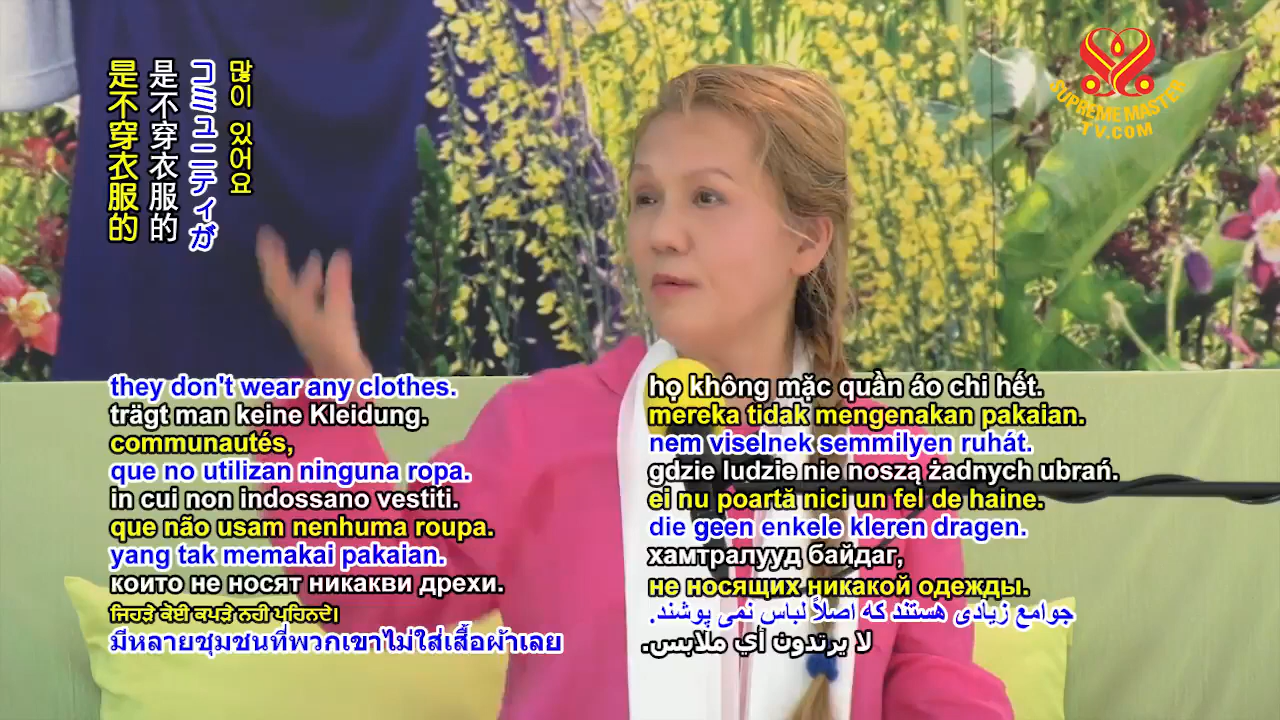 많이 있어요
コミュニティが
是不穿衣服的
是不穿衣服的
SUPREME MASTER
TV.COM
they don't wear any clothes.
trägt man keine Kleidung.
communautés,
que no utilizan ninguna ropa.
in cui non indossano vestiti.
que não usam nenhuma roupa.
yang tak memakai pakaian.
които не носят никакви дрехи.
ਜਿਹੜੇ ਕੋਈ ਕਪੜੇ ਨਹੀ ਪਹਿਨਦੇ।
มีหลายชุมชนที่พวกเขาไม่ใส่เสื้อผ้าเลย
họ không mặc quần áo chi hết.
mereka tidak mengenakan pakaian.
nem viselnek semmilyen ruhát.
gdzie ludzie nie noszą żadnych ubrań.
ei nu poartă nici un fel de haine.
die geen enkele kleren dragen.
хамтралууд байдаг,
не носящих никакой одежды.
جوامع زیادی هستند که اصلاً لباس نمی پوشند.
لا يرتدون أي ملابس.